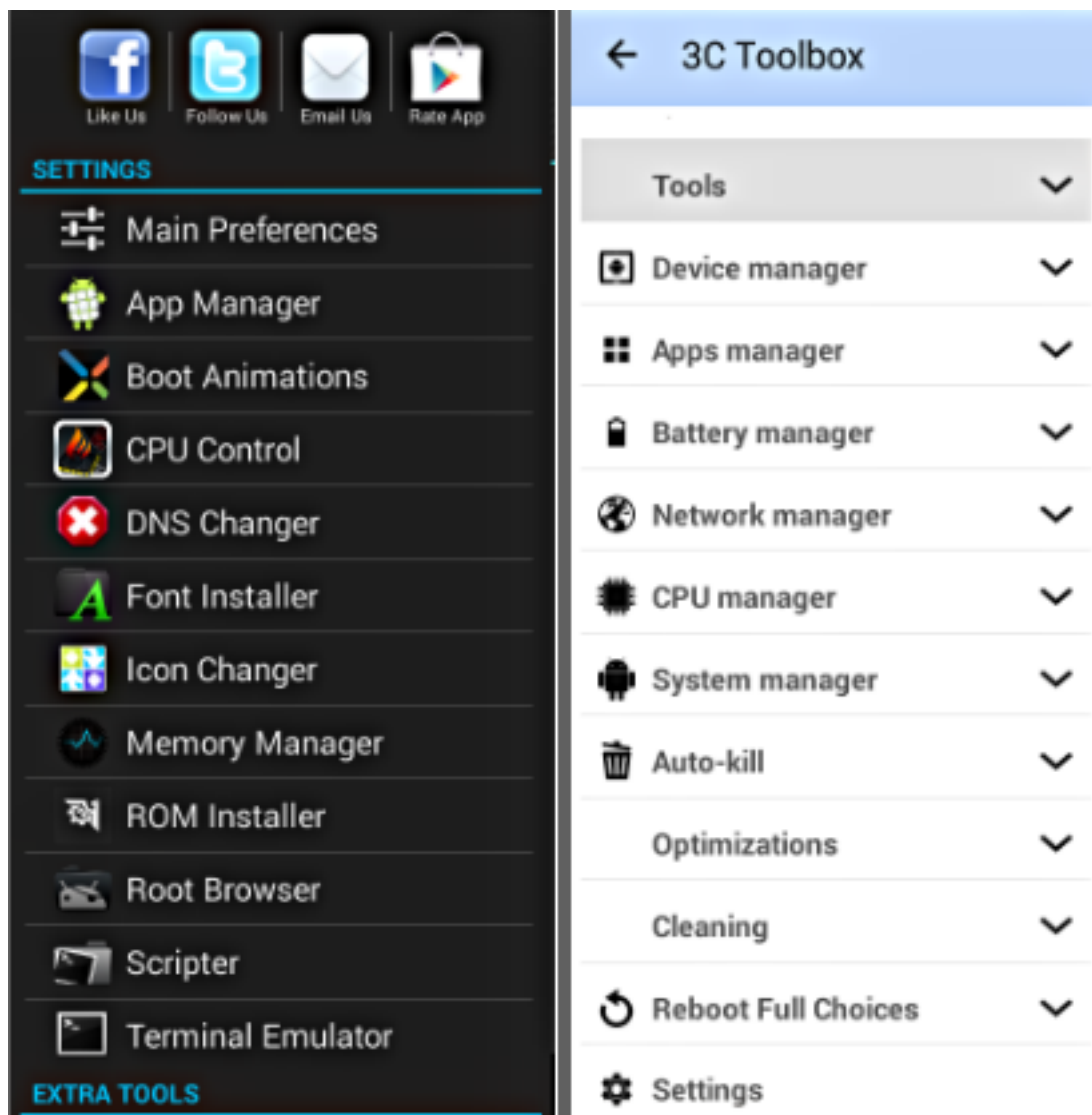 Like Us
Follow Us
Email Us
Rate App
SETTINGS
Main Preferences
App Manager
Boot Animations
CPU Control
DNS Changer
Font Installer
Icon Changer
Memory Manager
ROM Installer
Root Browser
Scripter
Terminal Emulator
EXTRA TOOLS
3C Toolbox
Tools
Device manager
Apps manager
Battery manager
Network manager
CPU manager
System manager
Auto-kill
Optimizations
Cleaning
Reboot Full Choices
Settings